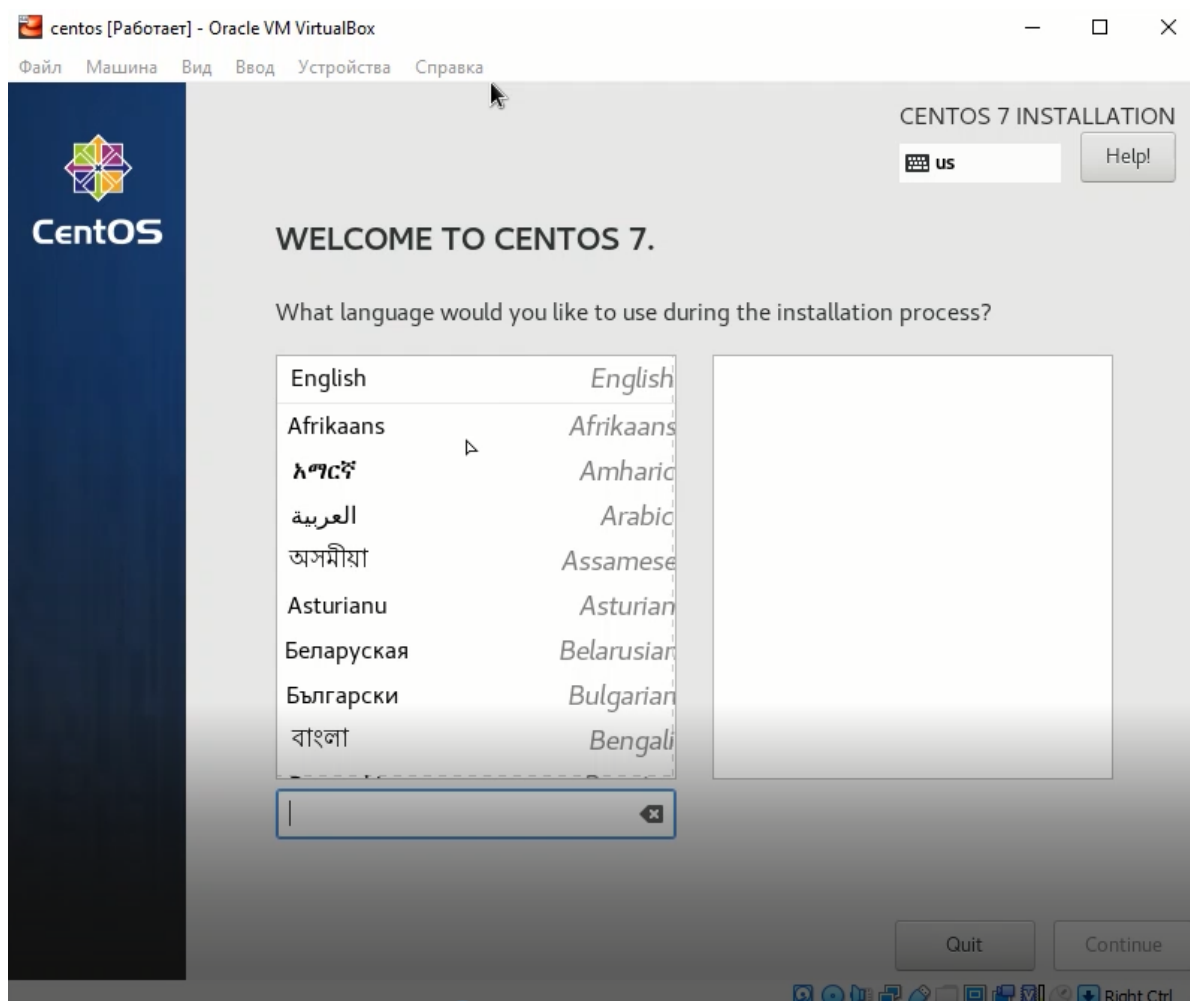 centos [Работает] - Oracle VM VirtualBox
Файл Машина Вид Ввод Устройства Справка
CentOS
CENTOS 7 INSTALLATION
us
Help!
WELCOME TO CENTOS 7.
What language would you like to use during the installation process?
English English
Afrikaans Afrikaans
አማርኛ Amharic
العربية Arabic
অসমীয়া Assamese
Asturianu Asturian
Беларуская Belarusian
Български Bulgarian
বাংলা Bengali
Quit Continue
Right Ctrl